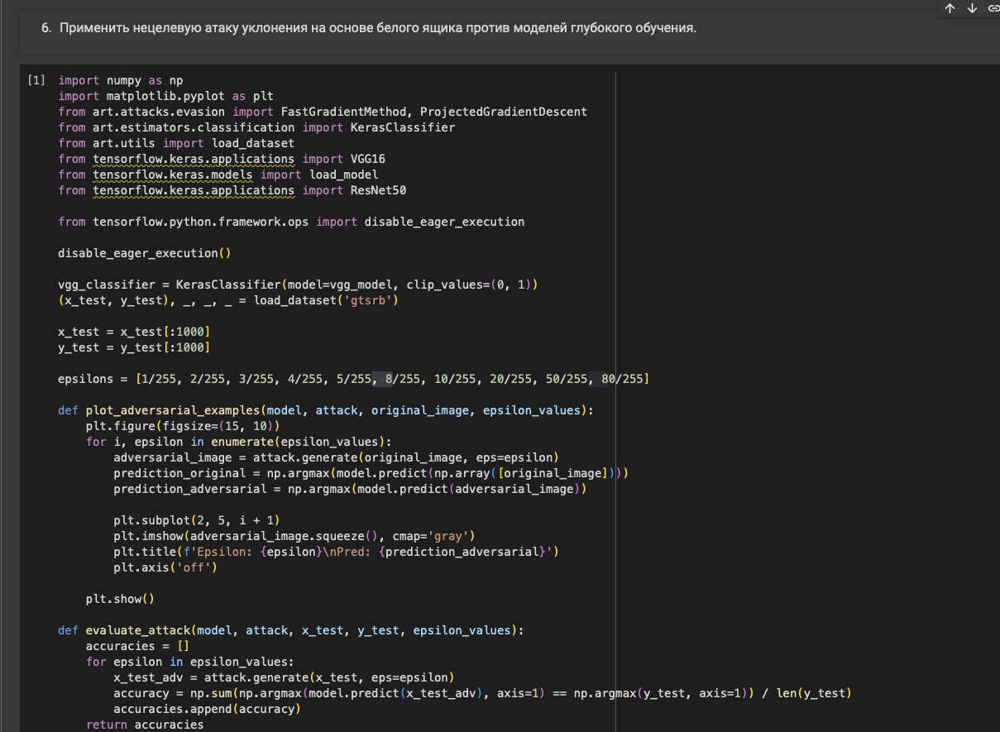 6. Применить нецелевую атаку уклонения на основе белого ящика против моделей глубокого обучения.
[1] import numpy as np
import matplotlib.pyplot as plt
from art.attacks.evasion import FastGradientMethod, ProjectedGradientDescent
from art.estimators.classification import KerasClassifier
from art.utils import load_dataset
from tensorflow.keras.applications import VGG16
from tensorflow.keras.models import load_model
from tensorflow.keras.applications import ResNet50

from tensorflow.python.framework.ops import disable_eager_execution

disable_eager_execution()

vgg_classifier = KerasClassifier(model=vgg_model, clip_values=(0, 1))
(x_test, y_test), _, _, _ = load_dataset('gtsrb')

x_test = x_test[:1000]
y_test = y_test[:1000]

epsilons = [1/255, 2/255, 3/255, 4/255, 5/255, 8/255, 10/255, 20/255, 50/255, 80/255]

def plot_adversarial_examples(model, attack, original_image, epsilon_values):
    plt.figure(figsize=(15, 10))
    for i, epsilon in enumerate(epsilon_values):
        adversarial_image = attack.generate(original_image, eps=epsilon)
        prediction_original = np.argmax(model.predict(np.array([original_image])))
        prediction_adversarial = np.argmax(model.predict(adversarial_image))

        plt.subplot(2, 5, i + 1)
        plt.imshow(adversarial_image.squeeze(), cmap='gray')
        plt.title(f'Epsilon: {epsilon}\nPred: {prediction_adversarial}')
        plt.axis('off')

    plt.show()

def evaluate_attack(model, attack, x_test, y_test, epsilon_values):
    accuracies = []
    for epsilon in epsilon_values:
        x_test_adv = attack.generate(x_test, eps=epsilon)
        accuracy = np.sum(np.argmax(model.predict(x_test_adv), axis=1) == np.argmax(y_test, axis=1)) / len(y_test)
        accuracies.append(accuracy)
    return accuracies